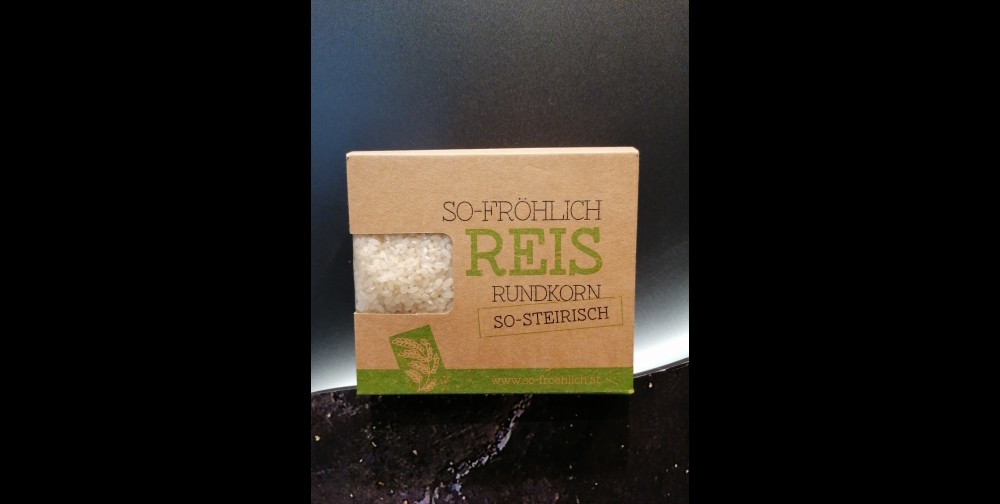 SO-FRÖHLICH
REIS
RUNDKORN
SO-STEIRISCH
www.so-froehlich.at